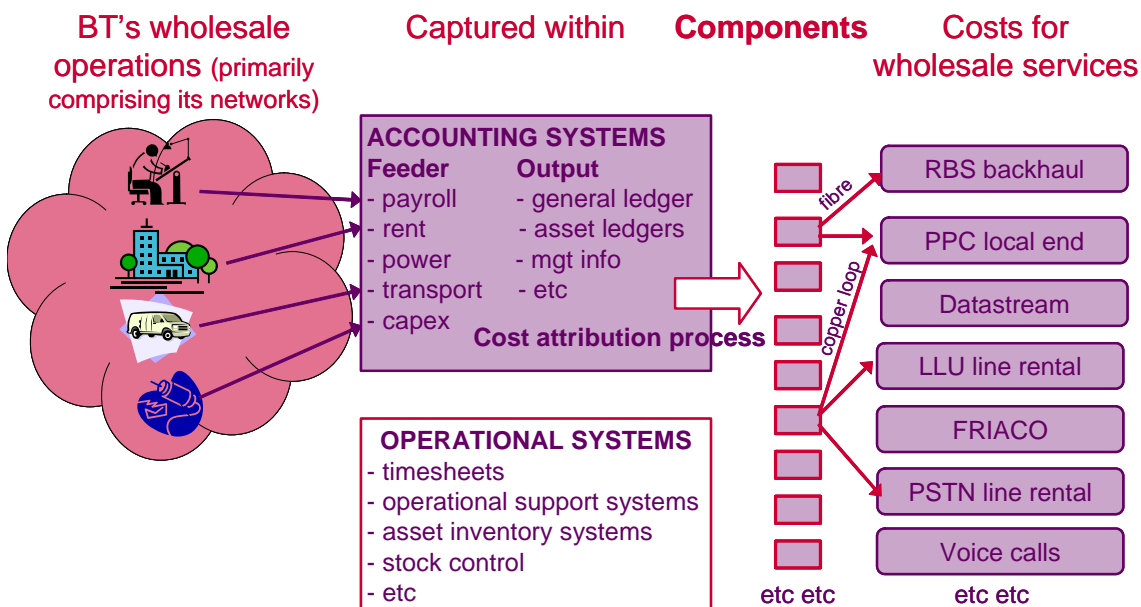 BT's wholesale
operations (primarily
comprising its networks)
Captured within
Components
Costs for
wholesale services
ACCOUNTING SYSTEMS
Feeder Output
- payroll - general ledger
- rent - asset ledgers
- power - mgt info
- transport - etc
- capex
Cost attribution process
OPERATIONAL SYSTEMS
- timesheets
- operational support systems
- asset inventory systems
- stock control
- etc
fibre
copper loop
etc etc
RBS backhaul
PPC local end
Datastream
LLU line rental
FRIACO
PSTN line rental
Voice calls
etc etc